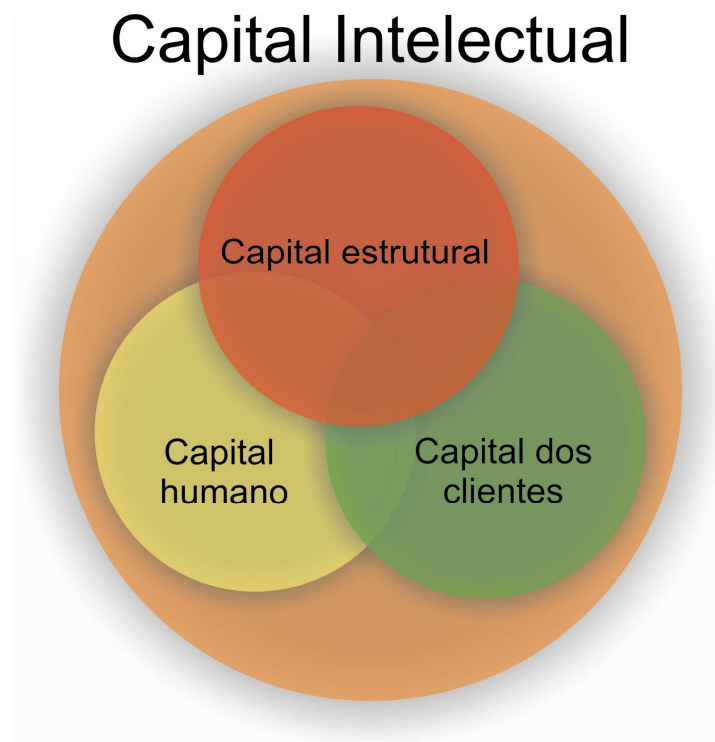 Capital Intelectual
Capital estrutural
Capital
humano
Capital dos
clientes